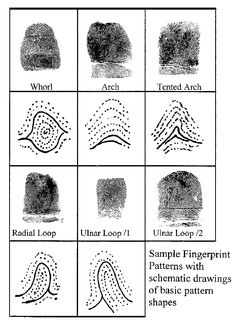 Whorl
Arch
Tented Arch
Radial Loop
Ulnar Loop /1
Ulnar Loop /2
Sample Fingerprint
Patterns with
schematic drawings
of basic pattern
shapes